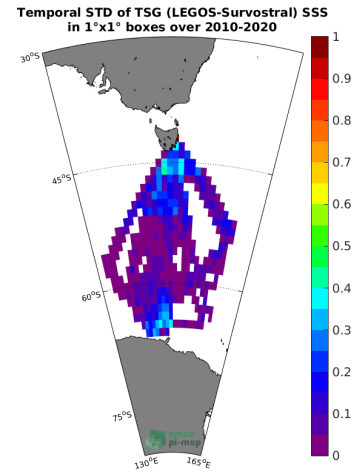 Temporal STD of TSG (LEGOS-Survostral) SSS
in 1°x1° boxes over 2010-2020
30°S
45°S
60°S
75°S
130°E
165°E
1
0.9
0.8
0.7
0.6
0.5
0.4
0.3
0.2
0.1
0
pi-mep